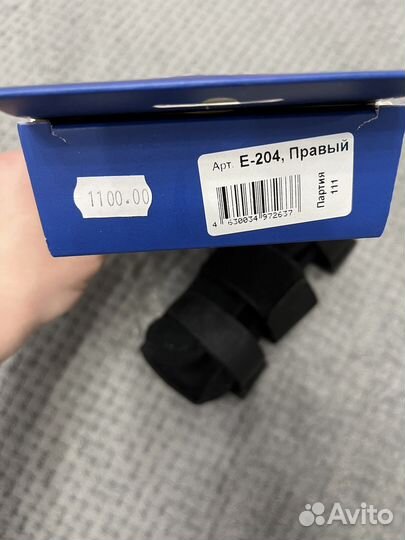 1100.00
Арт. Е-204, Правый
4 630034 972637
Партия
111
Avito